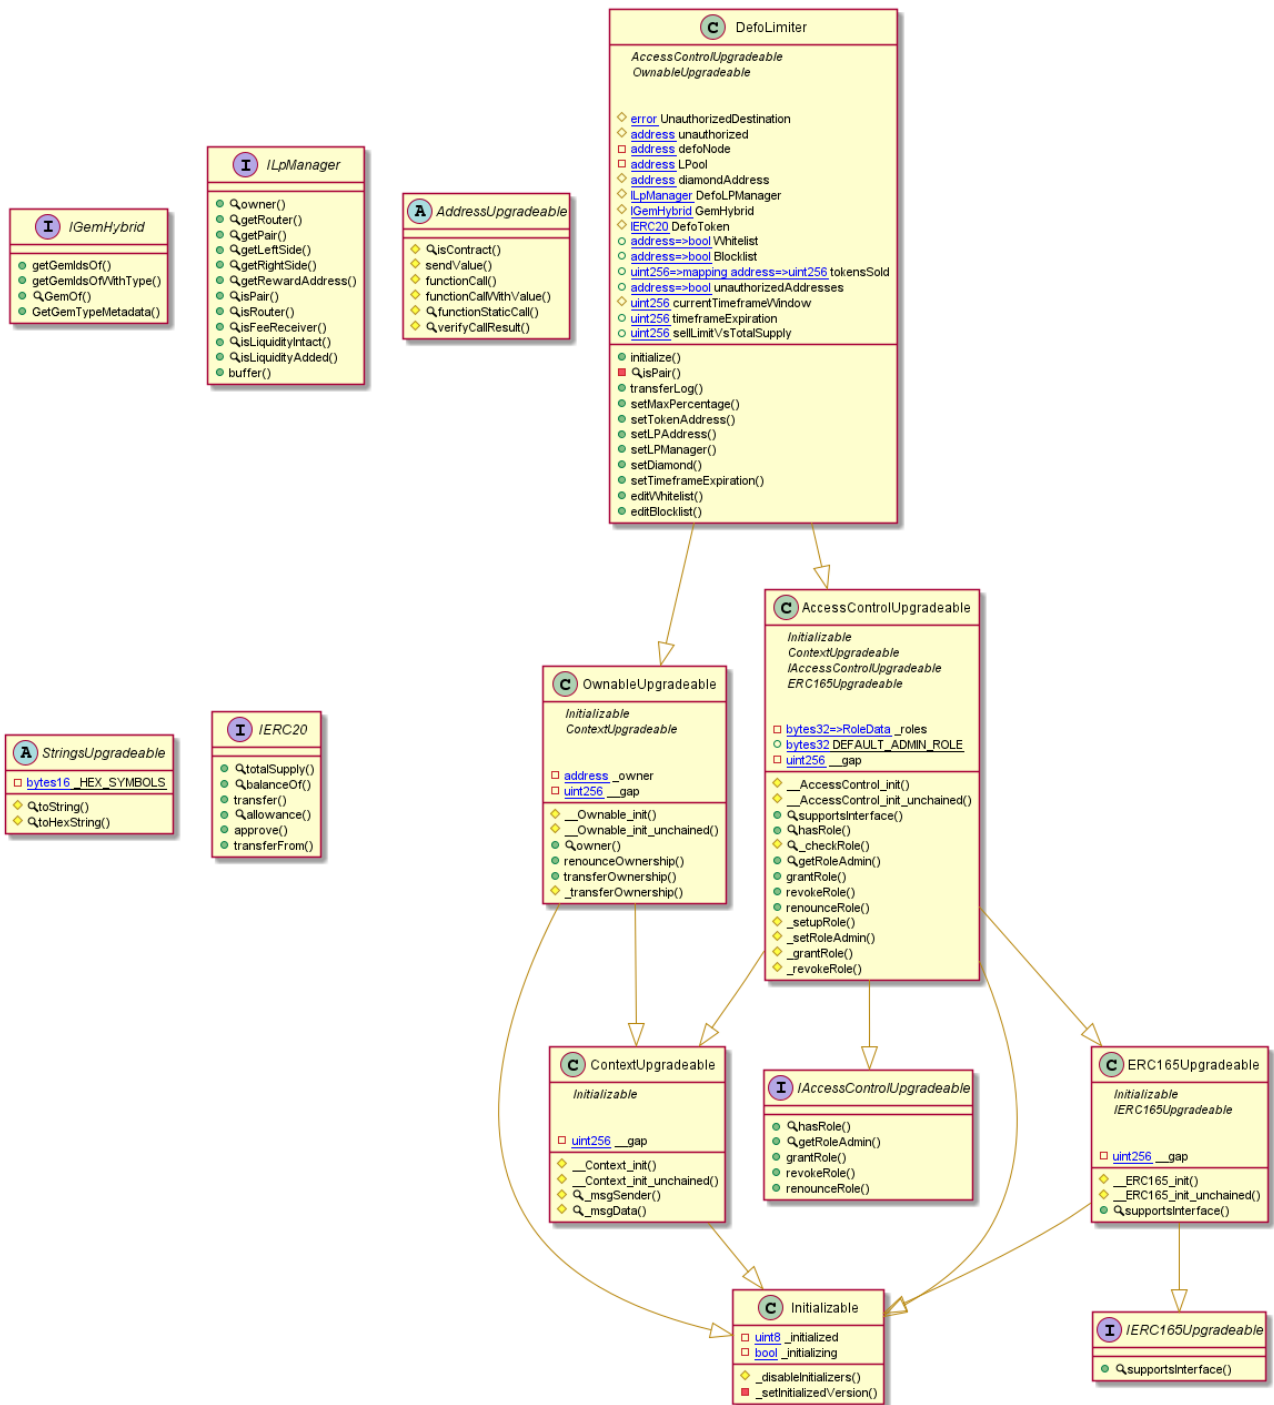 C DefoLimiter
AccessControlUpgradeable
OwnableUpgradeable
error UnauthorizedDestination
address unauthorized
address defoNode
address LPool
address diamondAddress
ILpManager DefoLPManager
IGemHybrid GemHybrid
IERC20 DefoToken
address=>bool Whitelist
address=>bool Blocklist
uint256=>mapping address=>uint256 tokensSold
address=>bool unauthorizedAddresses
uint256 currentTimeframeWindow
uint256 timeframeExpiration
uint256 sellLimitVsTotalSupply
initialize()
isPair()
transferLog()
setMaxPercentage()
setTokenAddress()
setLPAddress()
setLPManager()
setDiamond()
setTimeframeExpiration()
editWhitelist()
editBlocklist()
I IGemHybrid
getGemIdsOf()
getGemIdsOfWithType()
GemOf()
GetGemTypeMetadata()
I ILpManager
owner()
getRouter()
getPair()
getLeftSide()
getRightSide()
getRewardAddress()
isPair()
isRouter()
isFeeReceiver()
isLiquidityIntact()
isLiquidityAdded()
buffer()
A AddressUpgradeable
isContract()
sendValue()
functionCall()
functionCallWithValue()
functionStaticCall()
verifyCallResult()
C AccessControlUpgradeable
Initializable
ContextUpgradeable
IAccessControlUpgradeable
ERC165Upgradeable
bytes32=>RoleData _roles
bytes32 DEFAULT_ADMIN_ROLE
uint256 __gap
__AccessControl_init()
__AccessControl_init_unchained()
supportsInterface()
hasRole()
_checkRole()
getRoleAdmin()
grantRole()
revokeRole()
renounceRole()
_setupRole()
_setRoleAdmin()
_grantRole()
_revokeRole()
C OwnableUpgradeable
Initializable
ContextUpgradeable
address _owner
uint256 __gap
__Ownable_init()
__Ownable_init_unchained()
owner()
renounceOwnership()
transferOwnership()
_transferOwnership()
A StringsUpgradeable
bytes16 _HEX_SYMBOLS
toString()
toHexString()
I IERC20
totalSupply()
balanceOf()
transfer()
allowance()
approve()
transferFrom()
C ContextUpgradeable
Initializable
uint256 __gap
__Context_init()
__Context_init_unchained()
_msgSender()
_msgData()
I IAccessControlUpgradeable
hasRole()
getRoleAdmin()
grantRole()
revokeRole()
renounceRole()
C ERC165Upgradeable
Initializable
IERC165Upgradeable
uint256 __gap
__ERC165_init()
__ERC165_init_unchained()
supportsInterface()
C Initializable
uint8 _initialized
bool _initializing
_disableInitializers()
_setInitializedVersion()
I IERC165Upgradeable
supportsInterface()